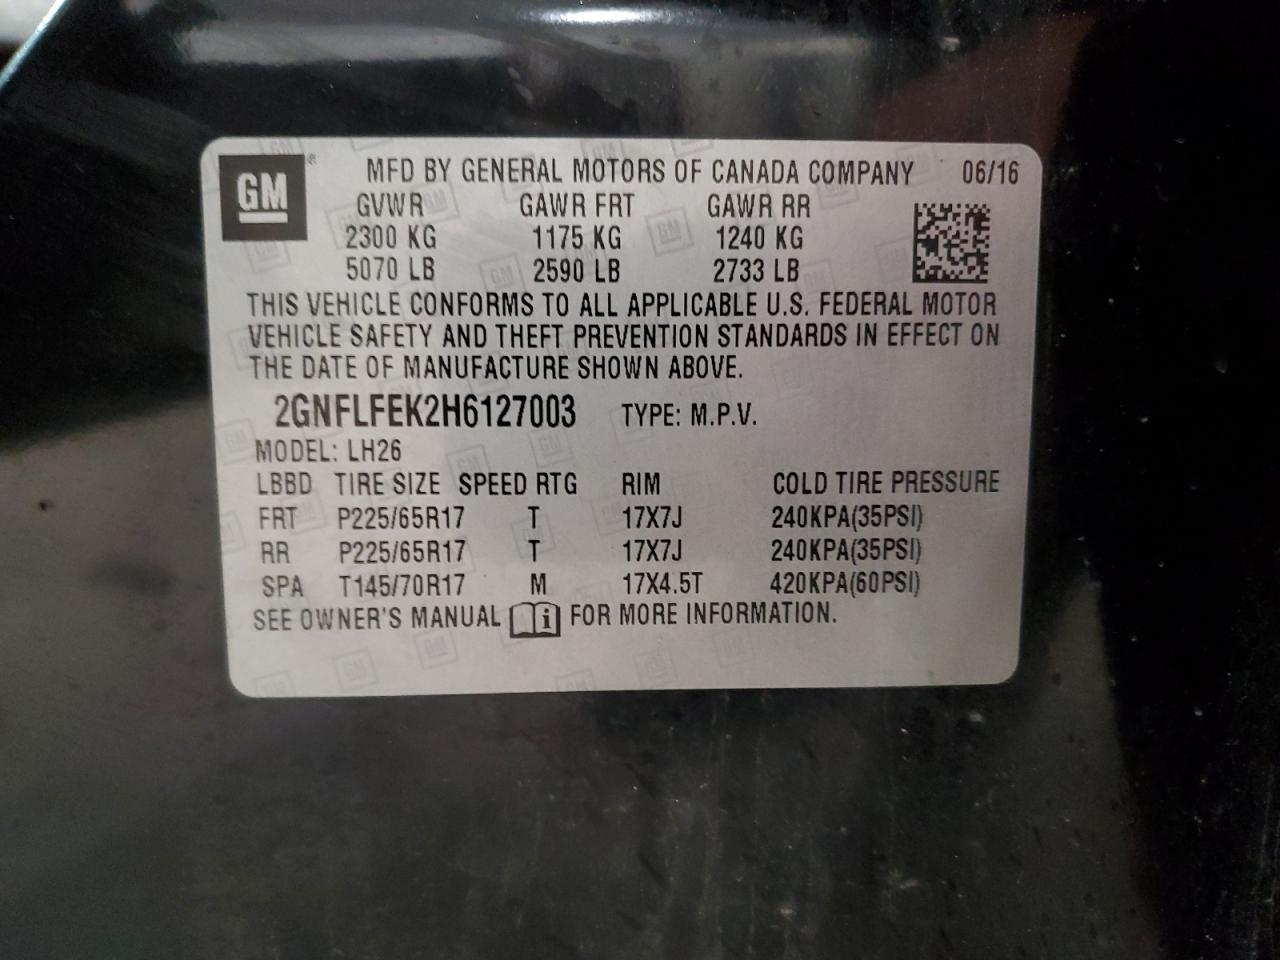 GM ®
MFD BY GENERAL MOTORS OF CANADA COMPANY 06/16
GVWR GAWR FRT GAWR RR
2300 KG 1175 KG 1240 KG
5070 LB 2590 LB 2733 LB
THIS VEHICLE CONFORMS TO ALL APPLICABLE U.S. FEDERAL MOTOR
VEHICLE SAFETY AND THEFT PREVENTION STANDARDS IN EFFECT ON
THE DATE OF MANUFACTURE SHOWN ABOVE.
2GNFLFEK2H6127003 TYPE: M.P.V.
MODEL: LH26
LBBD TIRE SIZE SPEED RTG RIM COLD TIRE PRESSURE
FRT P225/65R17 T 17X7J 240KPA(35PSI)
RR P225/65R17 T 17X7J 240KPA(35PSI)
SPA T145/70R17 M 17X4.5T 420KPA(60PSI)
SEE OWNER'S MANUAL i FOR MORE INFORMATION.